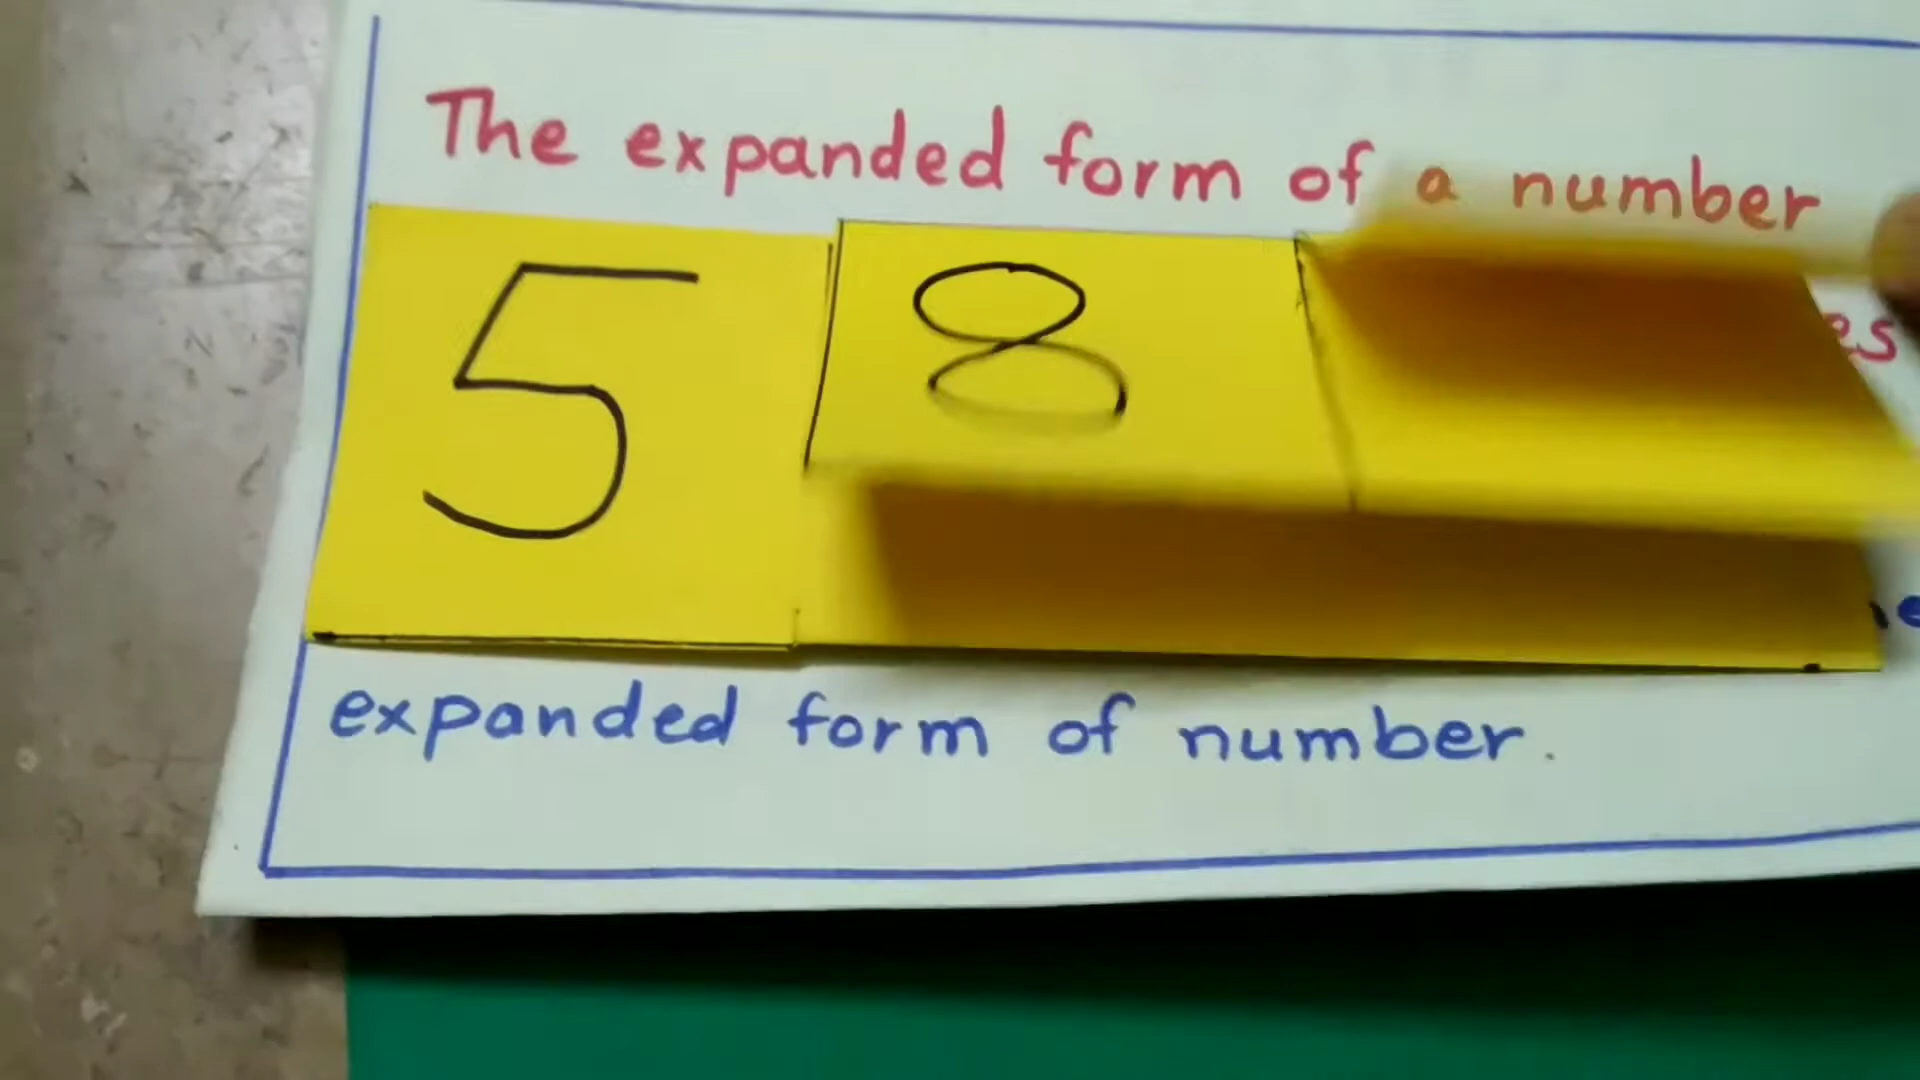 The expanded form of a number
5 8
expanded form of number.